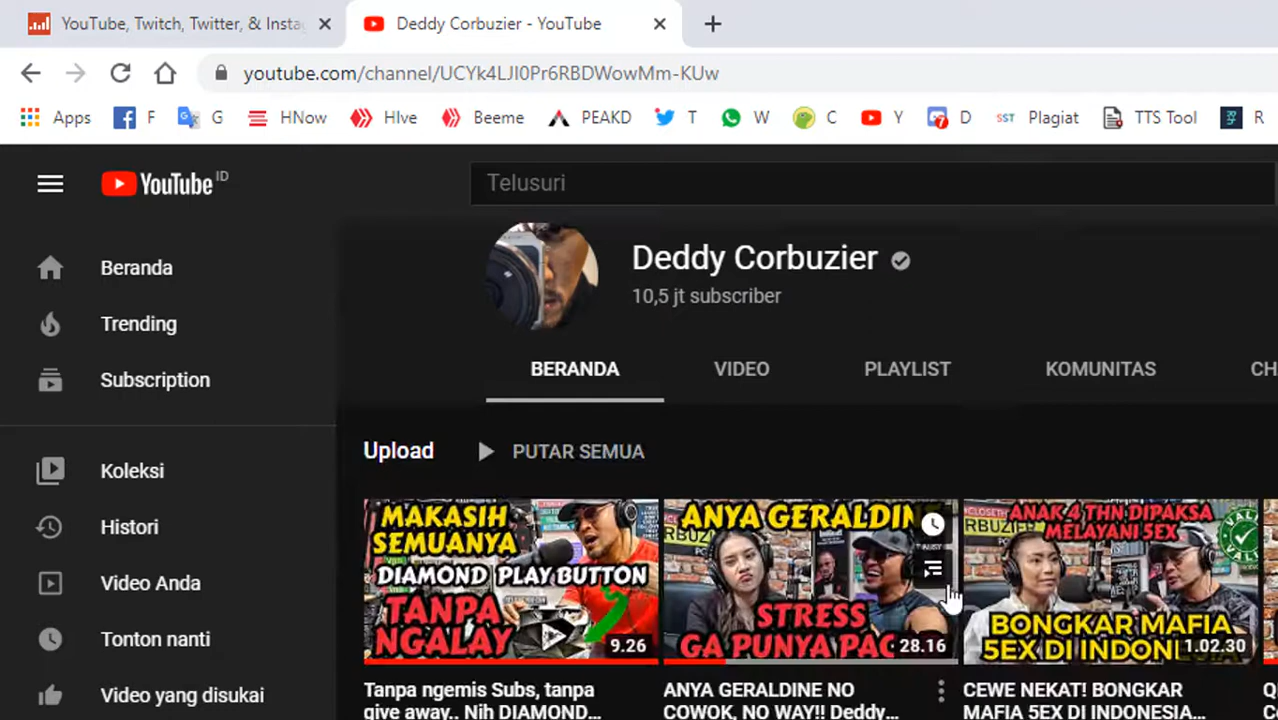 YouTube, Twitch, Twitter, & Insta
Deddy Corbuzier - YouTube
youtube.com/channel/UCYk4LJI0Pr6RBDWowMm-KUw
Apps F G HNow HIve Beeme PEAKD T W C Y D Plagiat TTS Tool R
YouTube ID
Telusuri
Beranda
Trending
Subscription
Koleksi
Histori
Video Anda
Tonton nanti
Video yang disukai
Deddy Corbuzier
10,5 jt subscriber
BERANDA VIDEO PLAYLIST KOMUNITAS CH
Upload PUTAR SEMUA
MAKASIH
SEMUANYA
DIAMOND PLAY BUTTON
TANPA
NGALAY
9.26
Tanpa ngemis Subs, tanpa
give away.. Nih DIAMOND...
ANYA GERALDIN
STRESS
GA PUNYA PAC
28.16
ANYA GERALDINE NO
COWOK, NO WAY!! Deddy...
ANAK 4 THN DIPAKSA
MELAYANI 5EX
BONGKAR MAFIA
5EX DI INDONESIA
1.02.30
CEWE NEKAT! BONGKAR
MAFIA 5EX DI INDONESIA...